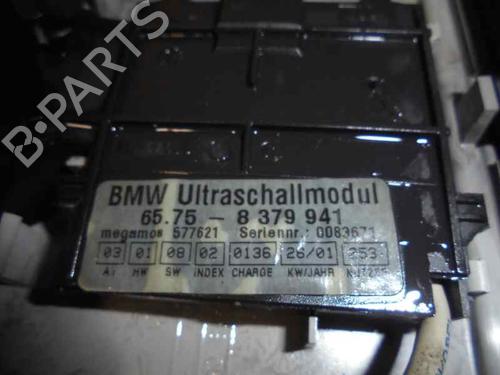 B-PARTS
BMW Ultraschallmodul
65.75 - 8 379 941
megamos 577621 Seriennr.: 0083671
03 01 08 02 0136 26/01 253
AI HW SW INDEX CHARGE KW/JAHR